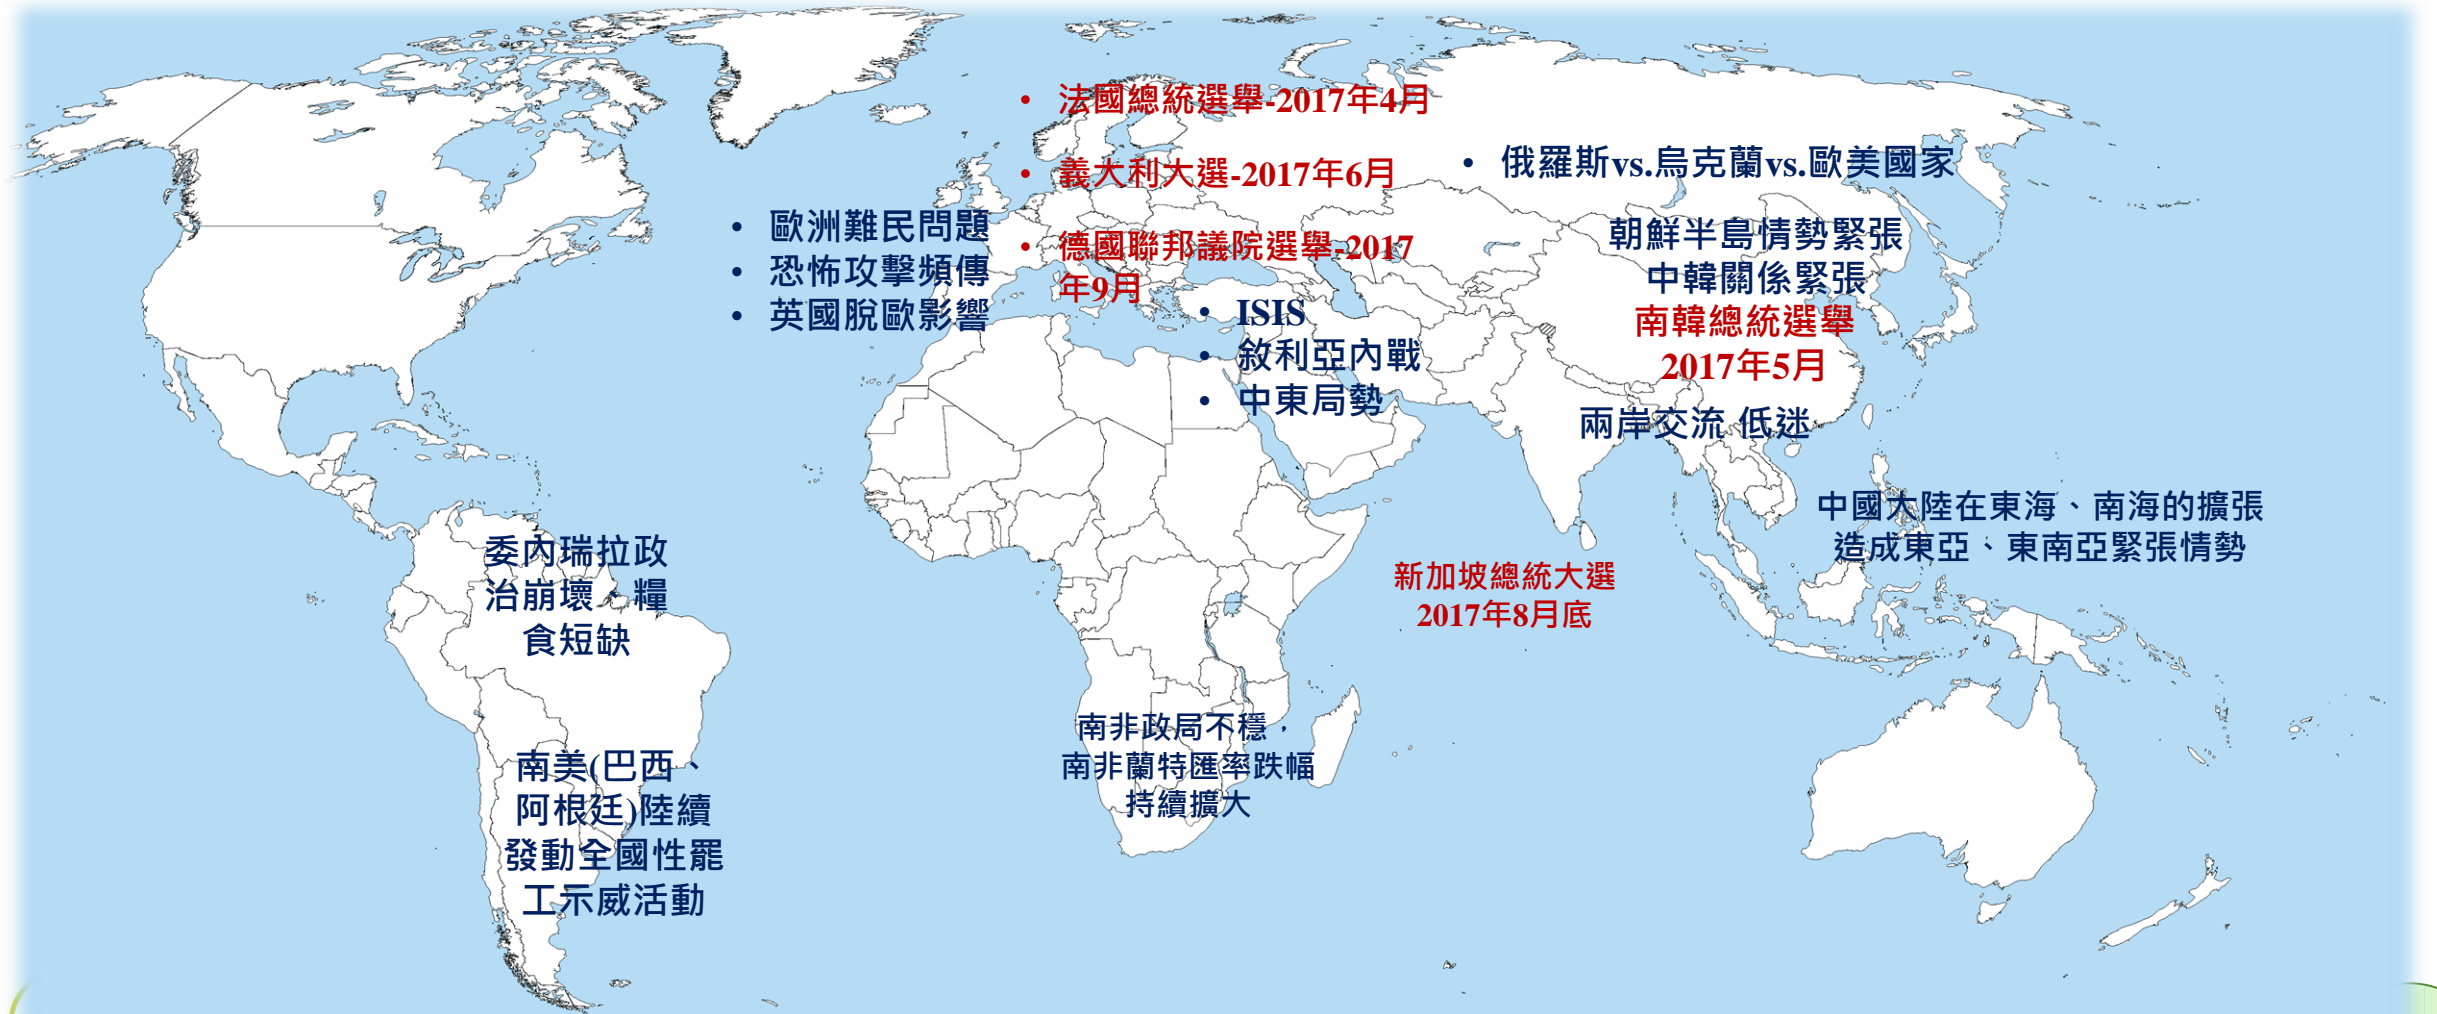 • 法國總統選舉-2017年4月
• 義大利大選-2017年6月
• 德國聯邦議院選舉-2017
年9月
• 俄羅斯vs.烏克蘭vs.歐美國家
• 歐洲難民問題
• 恐怖攻擊頻傳
• 英國脫歐影響
朝鮮半島情勢緊張
中韓關係緊張
南韓總統選舉
2017年5月
• ISIS
• 敘利亞內戰
• 中東局勢
兩岸交流 低迷
中國大陸在東海、南海的擴張
造成東亞、東南亞緊張情勢
新加坡總統大選
2017年8月底
委內瑞拉政
治崩壞、糧
食短缺
南非政局不穩，
南非蘭特匯率跌幅
持續擴大
南美(巴西、
阿根廷)陸續
發動全國性罷
工示威活動